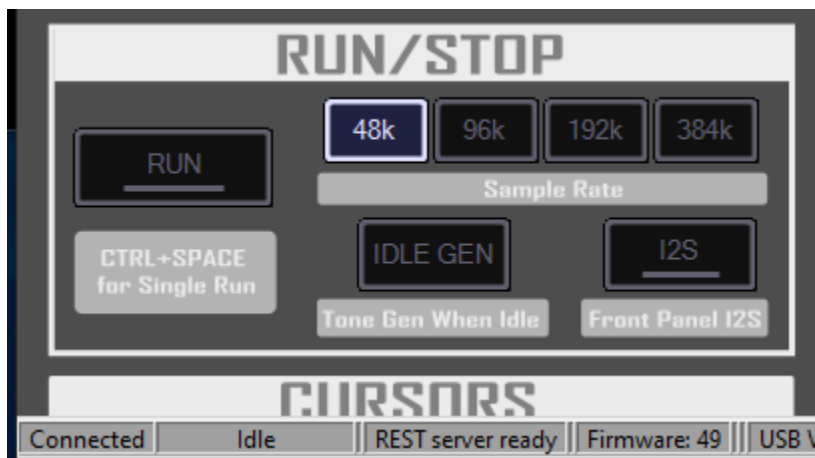 RUN/STOP
48k 96k 192k 384k
RUN
Sample Rate
CTRL+SPACE
for Single Run
IDLE GEN
I2S
Tone Gen When Idle
Front Panel I2S
CURSORS
Connected Idle REST server ready Firmware: 49 USB